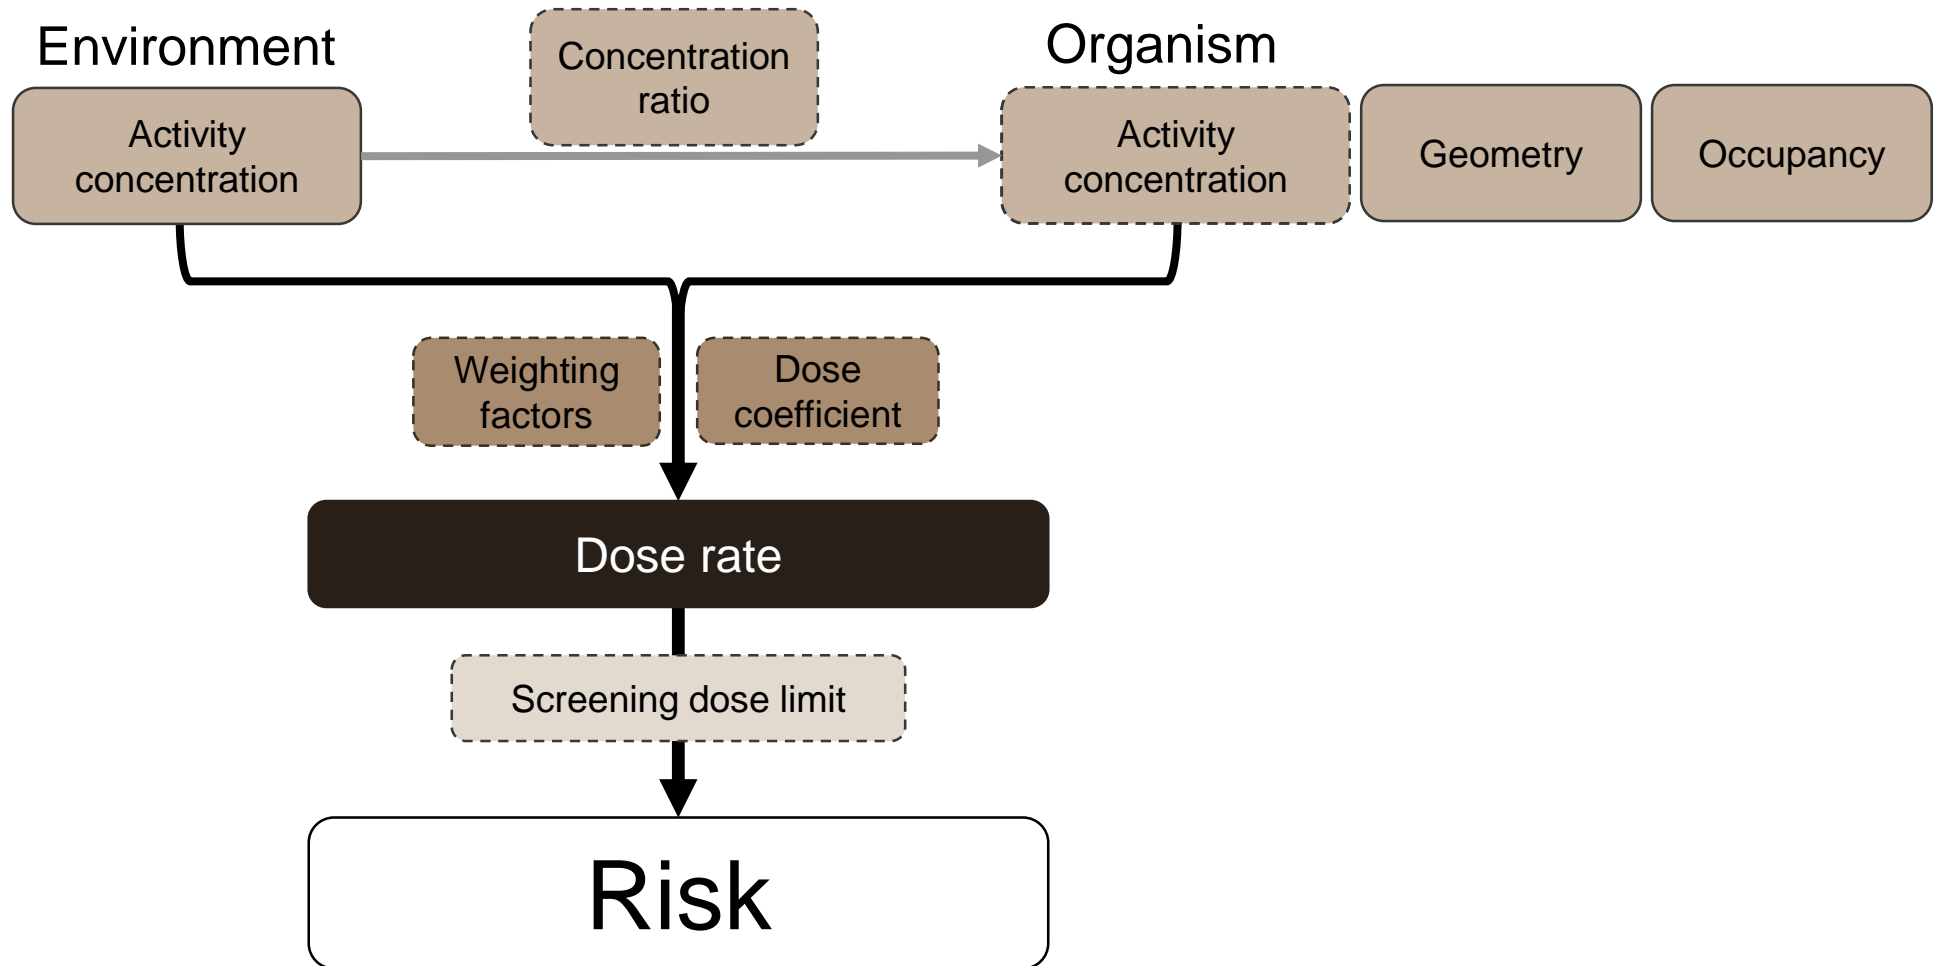 Environment
Concentration
ratio
Organism
Activity
concentration
Activity
concentration
Geometry
Occupancy
Weighting
factors
Dose
coefficient
Dose rate
Screening dose limit
Risk